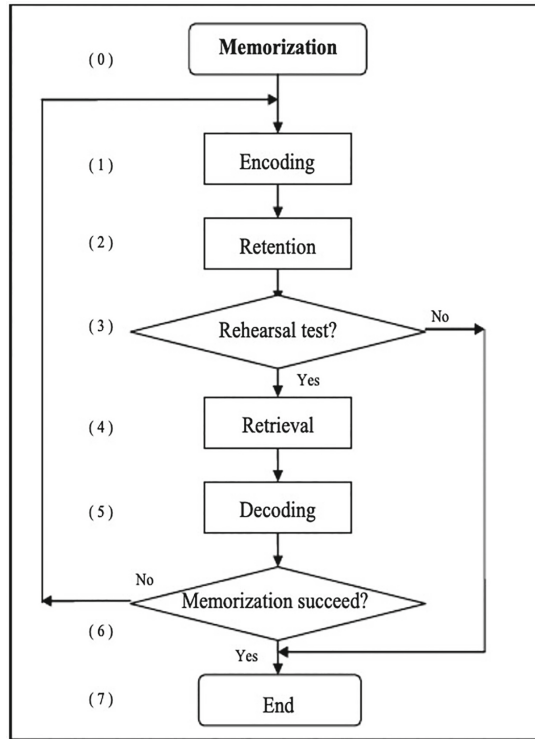 ( 0 )
Memorization
( 1 )
Encoding
( 2 )
Retention
( 3 )
Rehearsal test?
No
Yes
( 4 )
Retrieval
( 5 )
Decoding
No
Memorization succeed?
( 6 )
Yes
( 7 )
End